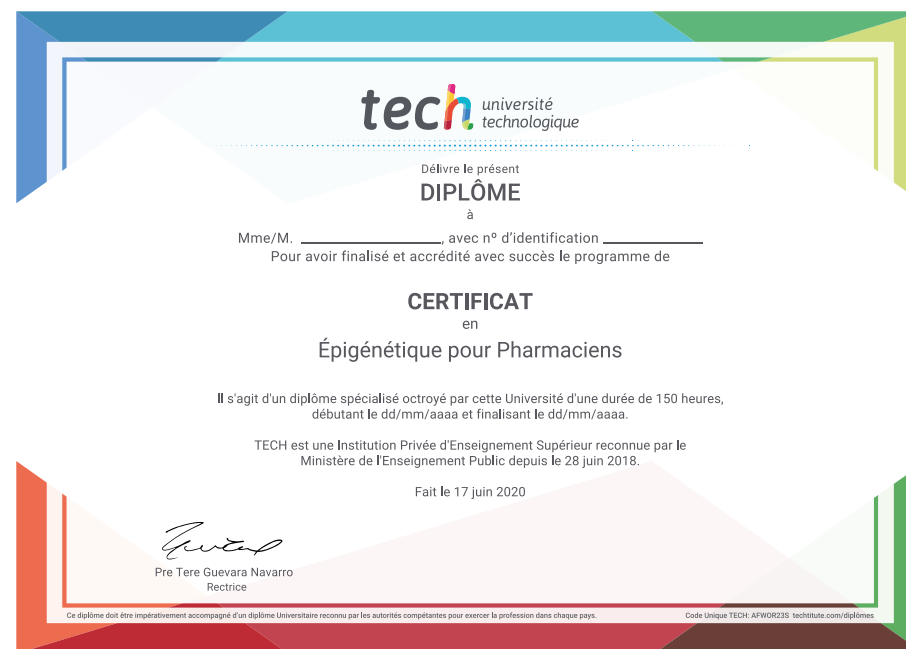 tech université
technologique
Délivre le présent
DIPLÔME
à
Mme/M. ____________________, avec nº d'identification ______________
Pour avoir finalisé et accrédité avec succès le programme de
CERTIFICAT
en
Épigénétique pour Pharmaciens
Il s'agit d'un diplôme spécialisé octroyé par cette Université d'une durée de 150 heures,
débutant le dd/mm/aaaa et finalisant le dd/mm/aaaa.
TECH est une Institution Privée d'Enseignement Supérieur reconnue par le
Ministère de l'Enseignement Public depuis le 28 juin 2018.
Fait le 17 juin 2020
Pre Tere Guevara Navarro
Rectrice
Ce diplôme doit être impérativement accompagné d'un diplôme Universitaire reconnu par les autorités compétantes pour exercer la profession dans chaque pays.
Code Unique TECH: AFWOR23S techtitute.com/diplômes